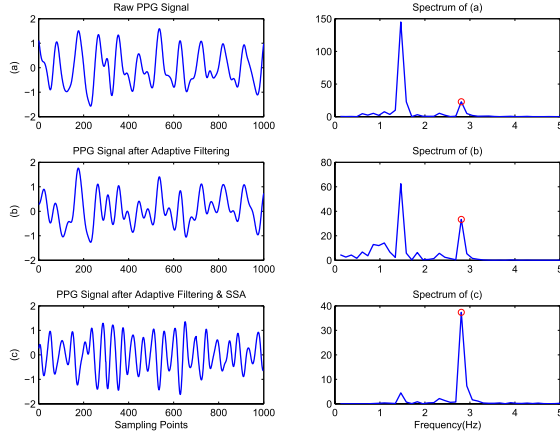 Raw PPG Signal
Spectrum of (a)
2
1
0
−1
−2
(a)
0 200 400 600 800 1000
150
100
50
0
0 1 2 3 4 5
PPG Signal after Adaptive Filtering
Spectrum of (b)
2
1
0
−1
−2
(b)
0 200 400 600 800 1000
80
60
40
20
0
0 1 2 3 4 5
PPG Signal after Adaptive Filtering & SSA
Spectrum of (c)
2
1
0
−1
−2
(c)
0 200 400 600 800 1000
Sampling Points
40
30
20
10
0
0 1 2 3 4 5
Frequency(Hz)